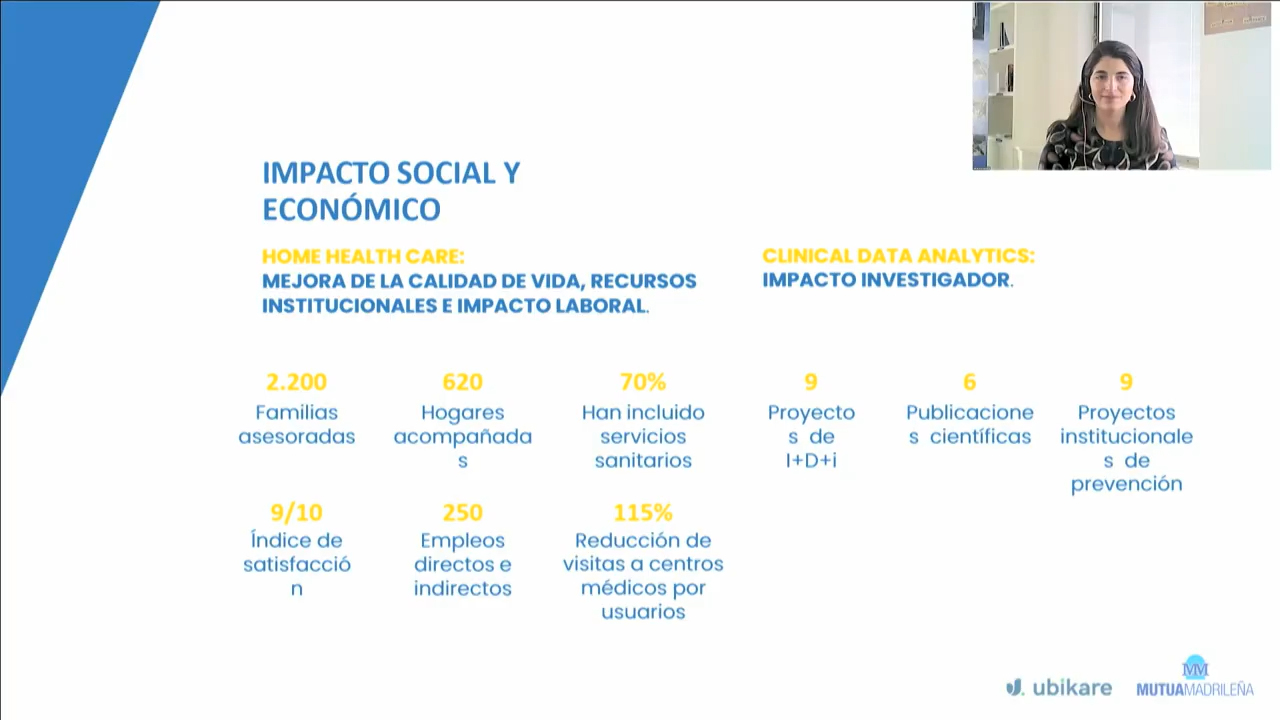 IMPACTO SOCIAL Y
ECONÓMICO
HOME HEALTH CARE:
MEJORA DE LA CALIDAD DE VIDA, RECURSOS
INSTITUCIONALES E IMPACTO LABORAL.
CLINICAL DATA ANALYTICS:
IMPACTO INVESTIGADOR.
2.200
Familias
asesoradas
620
Hogares
acompañada
s
70%
Han incluido
servicios
sanitarios
9
Proyecto
s de
I+D+i
6
Publicacione
s científicas
9
Proyectos
institucionale
s de
prevención
9/10
Índice de
satisfacció
n
250
Empleos
directos e
indirectos
115%
Reducción de
visitas a centros
médicos por
usuarios
ubikare
MM
MUTUAMADRILEÑA